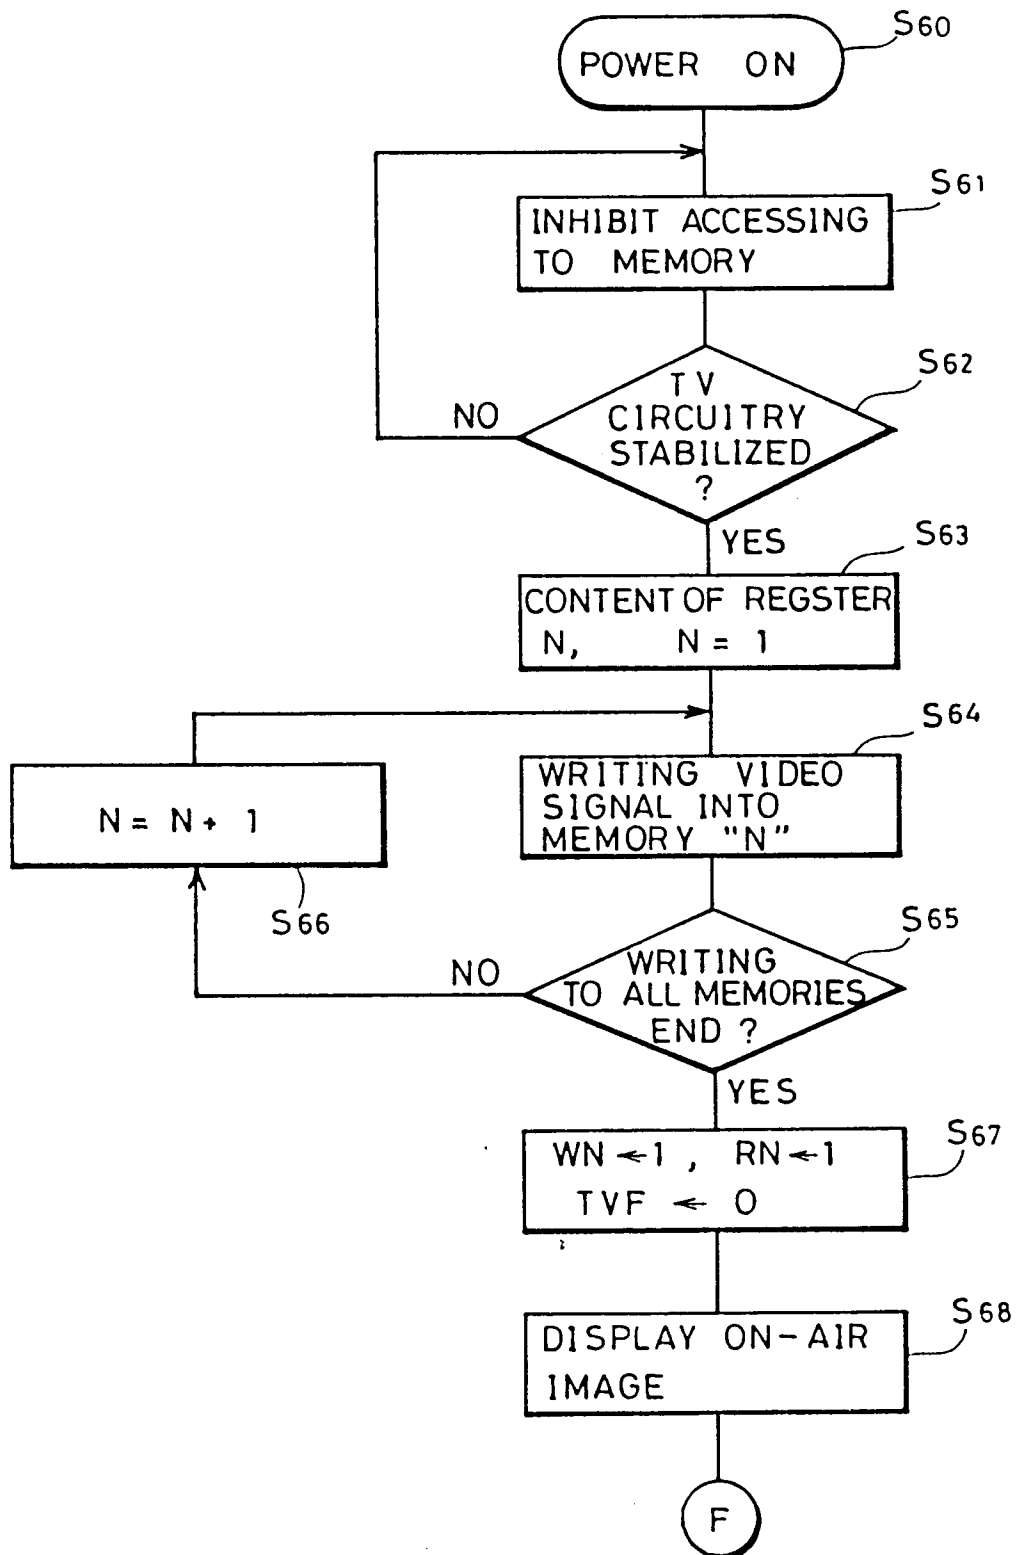 S60
POWER ON
S61
INHIBIT ACCESSING
TO MEMORY
S62
TV
CIRCUITRY
STABILIZED
?
NO
YES
S63
CONTENT OF REGSTER
N, N = 1
S64
WRITING VIDEO
SIGNAL INTO
MEMORY "N"
N = N + 1
S66
S65
WRITING
TO ALL MEMORIES
END ?
NO
YES
S67
WN ← 1 , RN ← 1
TVF ← 0
S68
DISPLAY ON-AIR
IMAGE
F